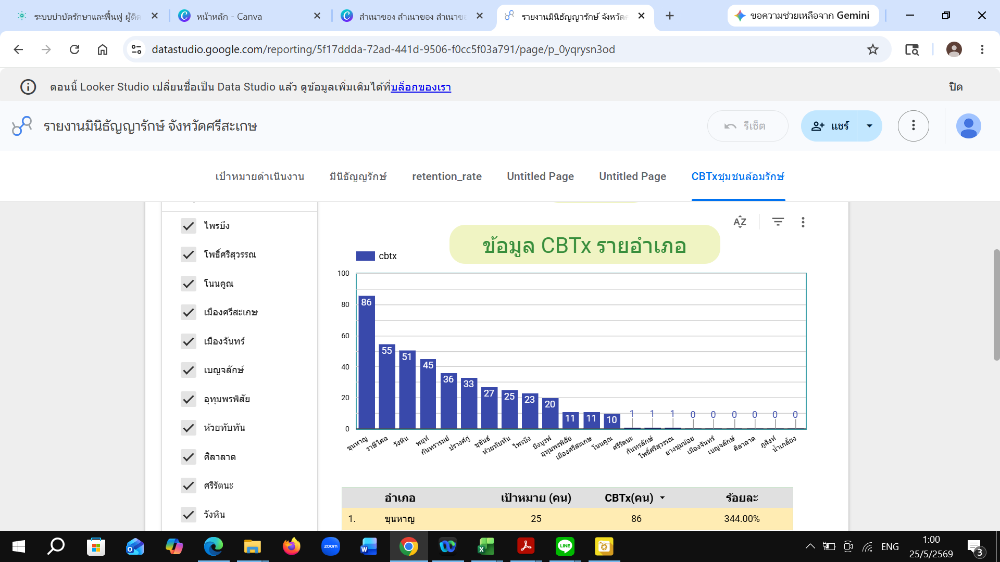 ระบบบำบัดรักษาและฟื้นฟู ผู้ติด
หน้าหลัก - Canva
สำเนาของ สำเนาของ สำเนาขอ
รายงานมินิธัญญารักษ์ จังหวัดศ
ขอความช่วยเหลือจาก Gemini
datastudio.google.com/reporting/5f17ddda-72ad-441d-9506-f0cc5f03a791/page/p_0yqrysn3od
ตอนนี้ Looker Studio เปลี่ยนชื่อเป็น Data Studio แล้ว ดูข้อมูลเพิ่มเติมได้ที่บล็อกของเรา
ปิด
รายงานมินิธัญญารักษ์ จังหวัดศรีสะเกษ
รีเซ็ต
แชร์
เป้าหมายดำเนินงาน
มินิธัญญรักษ์
retention_rate
Untitled Page
Untitled Page
CBTxชุมชนล้อมรักษ์
ไพรบึง
โพธิ์ศรีสุวรรณ
โนนคูณ
เมืองศรีสะเกษ
เมืองจันทร์
เบญจลักษ์
อุทุมพรพิสัย
ห้วยทับทัน
ศิลาลาด
ศรีรัตนะ
วังหิน
AZ
ข้อมูล CBTx รายอำเภอ
cbtx
100
80
60
40
20
0
86
55
51
45
36
33
27
25
23
20
11
11
10
1
1
1
0
0
0
0
0
0
ขุนหาญ
ราษีไศล
วังหิน
พยุห์
กันทรารมย์
ปรางค์กู่
ขุขันธ์
ห้วยทับทัน
ไพรบึง
บึงบูรพ์
อุทุมพรพิสัย
เมืองศรีสะเกษ
โนนคูณ
ศรีรัตนะ
กันทรลักษ์
โพธิ์ศรีสุวรรณ
ยางชุมน้อย
เมืองจันทร์
เบญจลักษ์
ศิลาลาด
ภูสิงห์
น้ำเกลี้ยง
อำเภอ เป้าหมาย (คน) CBTx(คน) ร้อยละ
1. ขุนหาญ 25 86 344.00%
zoom
LINE
ENG
1:00
25/5/2569
3